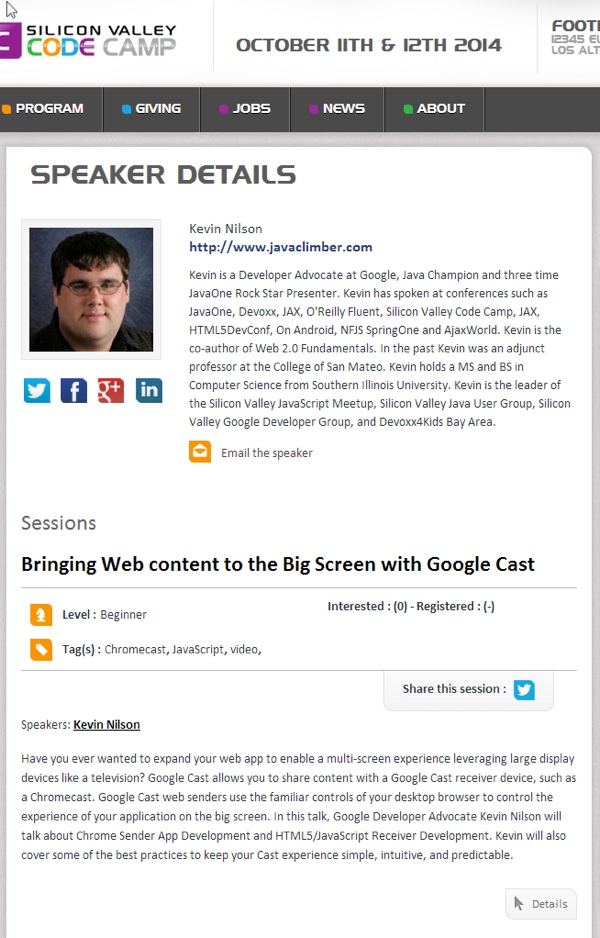 SILICON VALLEY
CODE CAMP
OCTOBER 11TH & 12TH 2014
12345
LOS
PROGRAM
GIVING
JOBS
NEWS
ABOUT
SPEAKER DETAILS
Kevin Nilson
http://www.javaclimber.com
Kevin is a Developer Advocate at Google, Java Champion and three time
JavaOne Rock Star Presenter. Kevin has spoken at conferences such as
JavaOne, Devoxx, JAX, O'Reilly Fluent, Silicon Valley Code Camp, JAX,
HTML5DevConf, On Android, NFJS SpringOne and AjaxWorld. Kevin is the
co-author of Web 2.0 Fundamentals. In the past Kevin was an adjunct
professor at the College of San Mateo. Kevin holds a MS and BS in
Computer Science from Southern Illinois University. Kevin is the leader of
the Silicon Valley JavaScript Meetup, Silicon Valley Java User Group, Silicon
Valley Google Developer Group, and Devoxx4Kids Bay Area.
Email the speaker
Sessions
Bringing Web content to the Big Screen with Google Cast
Level : Beginner
Interested : (0) - Registered : (-)
Tag(s) : Chromecast, JavaScript, video,
Share this session :
Speakers: Kevin Nilson
Have you ever wanted to expand your web app to enable a multi-screen experience leveraging large display
devices like a television? Google Cast allows you to share content with a Google Cast receiver device, such as
a Chromecast. Google Cast web senders use the familiar controls of your desktop browser to control the
experience of your application on the big screen. In this talk, Google Developer Advocate Kevin Nilson will
talk about Chrome Sender App Development and HTML5/JavaScript Receiver Development. Kevin will also
cover some of the best practices to keep your Cast experience simple, intuitive, and predictable.
Details